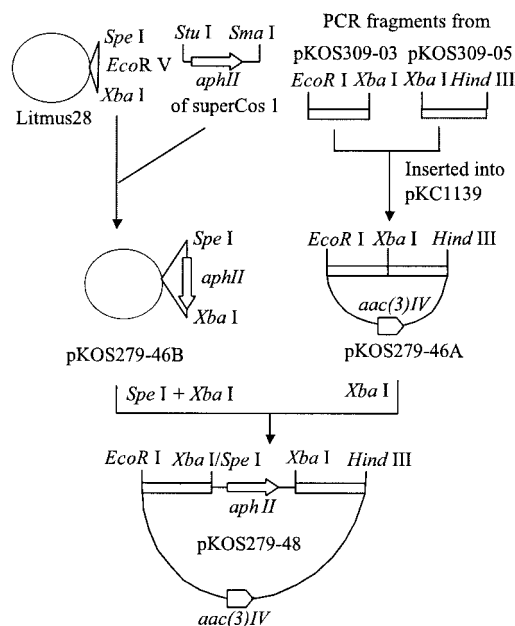 Spe I
EcoR V
Xba I
Litmus28
Stu I Sma I
aphII
of superCos 1
PCR fragments from
pKOS309-03 pKOS309-05
EcoR I Xba I Xba I Hind III
Inserted into
pKC1139
Spe I
aphII
Xba I
pKOS279-46B
EcoR I Xba I Hind III
aac(3)IV
pKOS279-46A
Spe I + Xba I
Xba I
EcoR I Xba I/Spe I Xba I Hind III
aph II
pKOS279-48
aac(3)IV